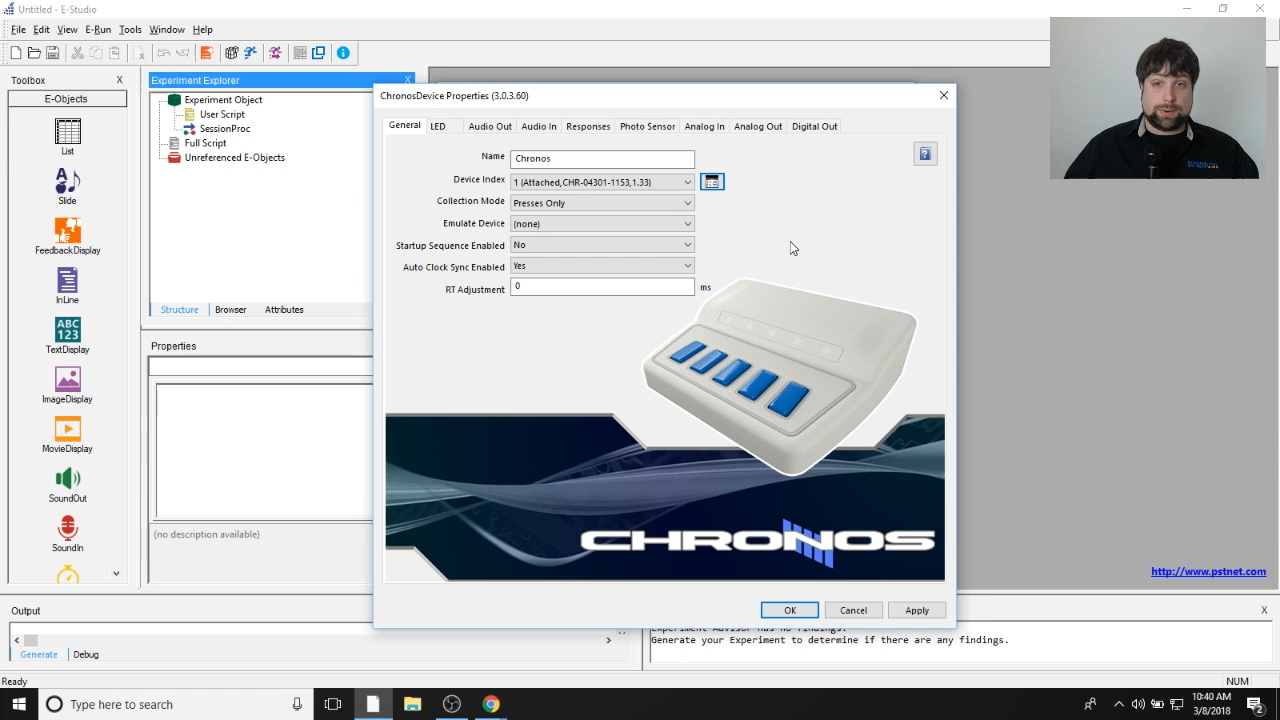 Untitled - E-Studio
File Edit View E-Run Tools Window Help
Toolbox X
E-Objects
List
Slide
FeedbackDisplay
InLine
ABC
123
TextDisplay
ImageDisplay
MovieDisplay
SoundOut
SoundIn
Experiment Explorer X
Experiment Object
User Script
SessionProc
Full Script
Unreferenced E-Objects
Structure Browser Attributes
Properties
(no description available)
ChronosDevice Properties (3.0.3.60)
General LED Audio Out Audio In Responses Photo Sensor Analog In Analog Out Digital Out
Name Chronos
Device Index 1 (Attached,CHR-04301-1153,1.33)
Collection Mode Presses Only
Emulate Device (none)
Startup Sequence Enabled No
Auto Clock Sync Enabled Yes
RT Adjustment 0 ms
CHRONOS
OK Cancel Apply
http://www.pstnet.com
Output
Generate Debug
X
Experiment Advisor has no findings.
Generate your Experiment to determine if there are any findings.
Ready NUM
Type here to search
10:40 AM
3/8/2018
2